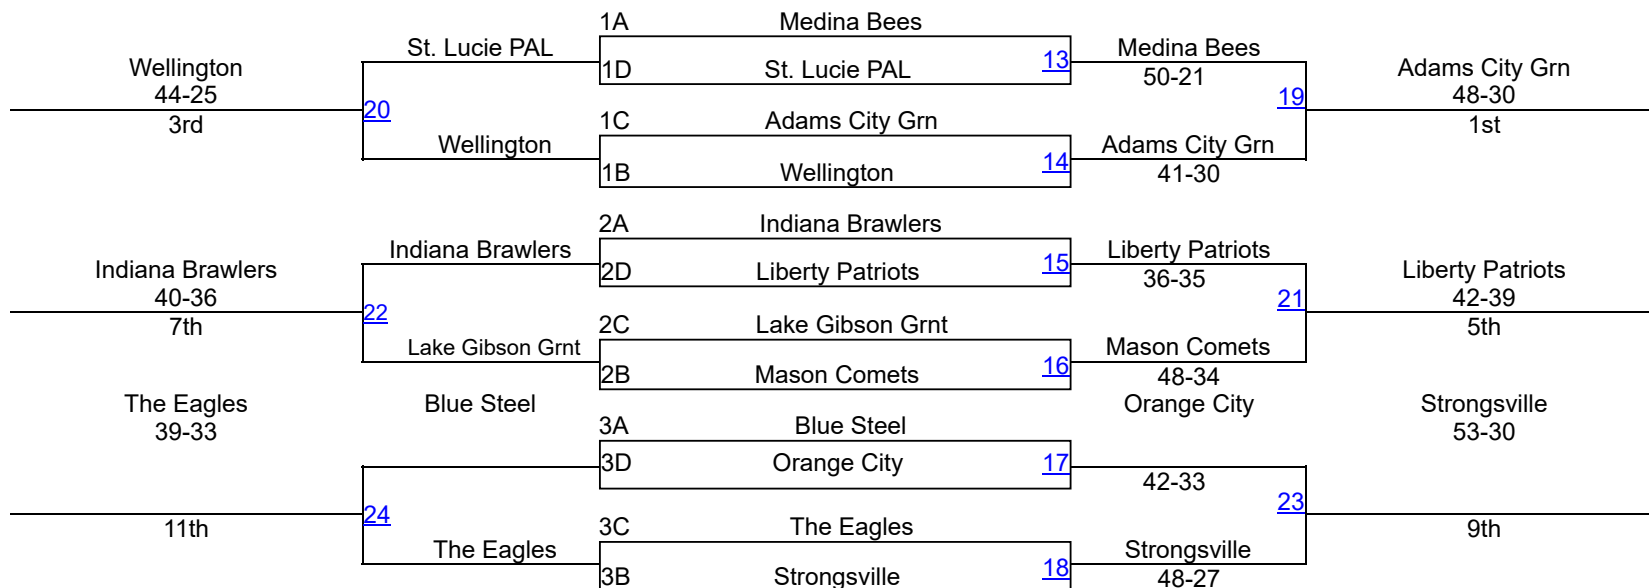 1A Medina Bees
St. Lucie PAL
Medina Bees
Wellington
1D St. Lucie PAL 13
Adams City Grn
44-25
50-21
48-30
20
19
3rd
1C Adams City Grn
1st
Wellington
Adams City Grn
1B Wellington 14
41-30
2A Indiana Brawlers
Indiana Brawlers
Liberty Patriots
Indiana Brawlers
2D Liberty Patriots 15
Liberty Patriots
40-36
36-35
42-39
22
21
7th
2C Lake Gibson Grnt
5th
Lake Gibson Grnt
Mason Comets
2B Mason Comets 16
48-34
The Eagles
Blue Steel
Orange City
Strongsville
39-33
3A Blue Steel
53-30
3D Orange City 17
42-33
24
23
11th
3C The Eagles
9th
The Eagles
Strongsville
3B Strongsville 18
48-27